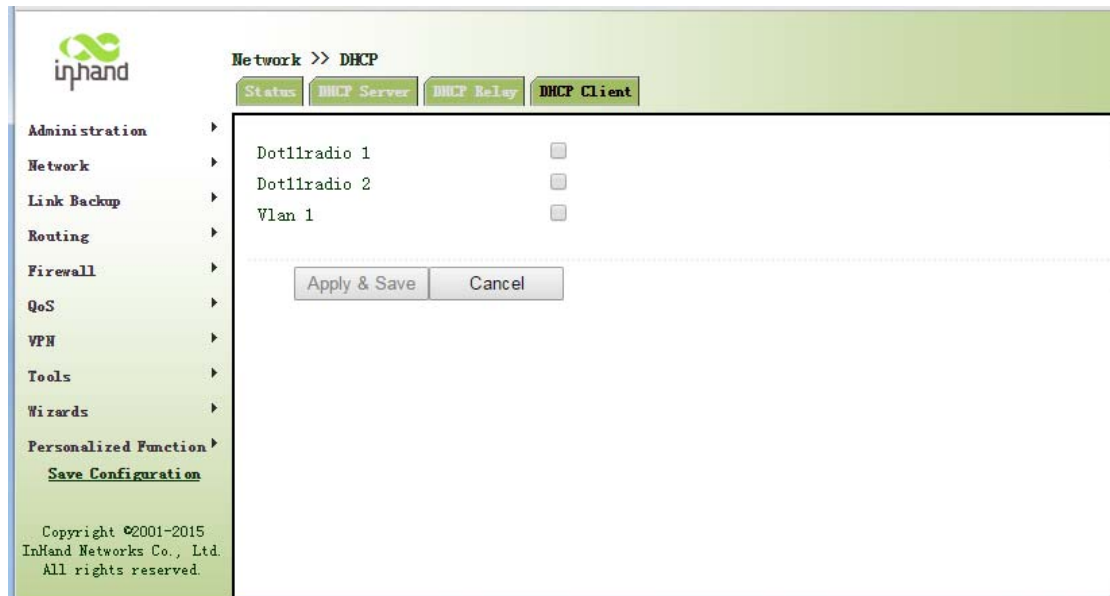 inhand
Network >> DHCP
Status DHCP Server DHCP Relay DHCP Client
Administration
Network
Link Backup
Routing
Firewall
QoS
VPN
Tools
Wizards
Personalized Function
Save Configuration
Copyright ©2001-2015
InHand Networks Co., Ltd.
All rights reserved.
Dot11radio 1
Dot11radio 2
Vlan 1
Apply & Save Cancel